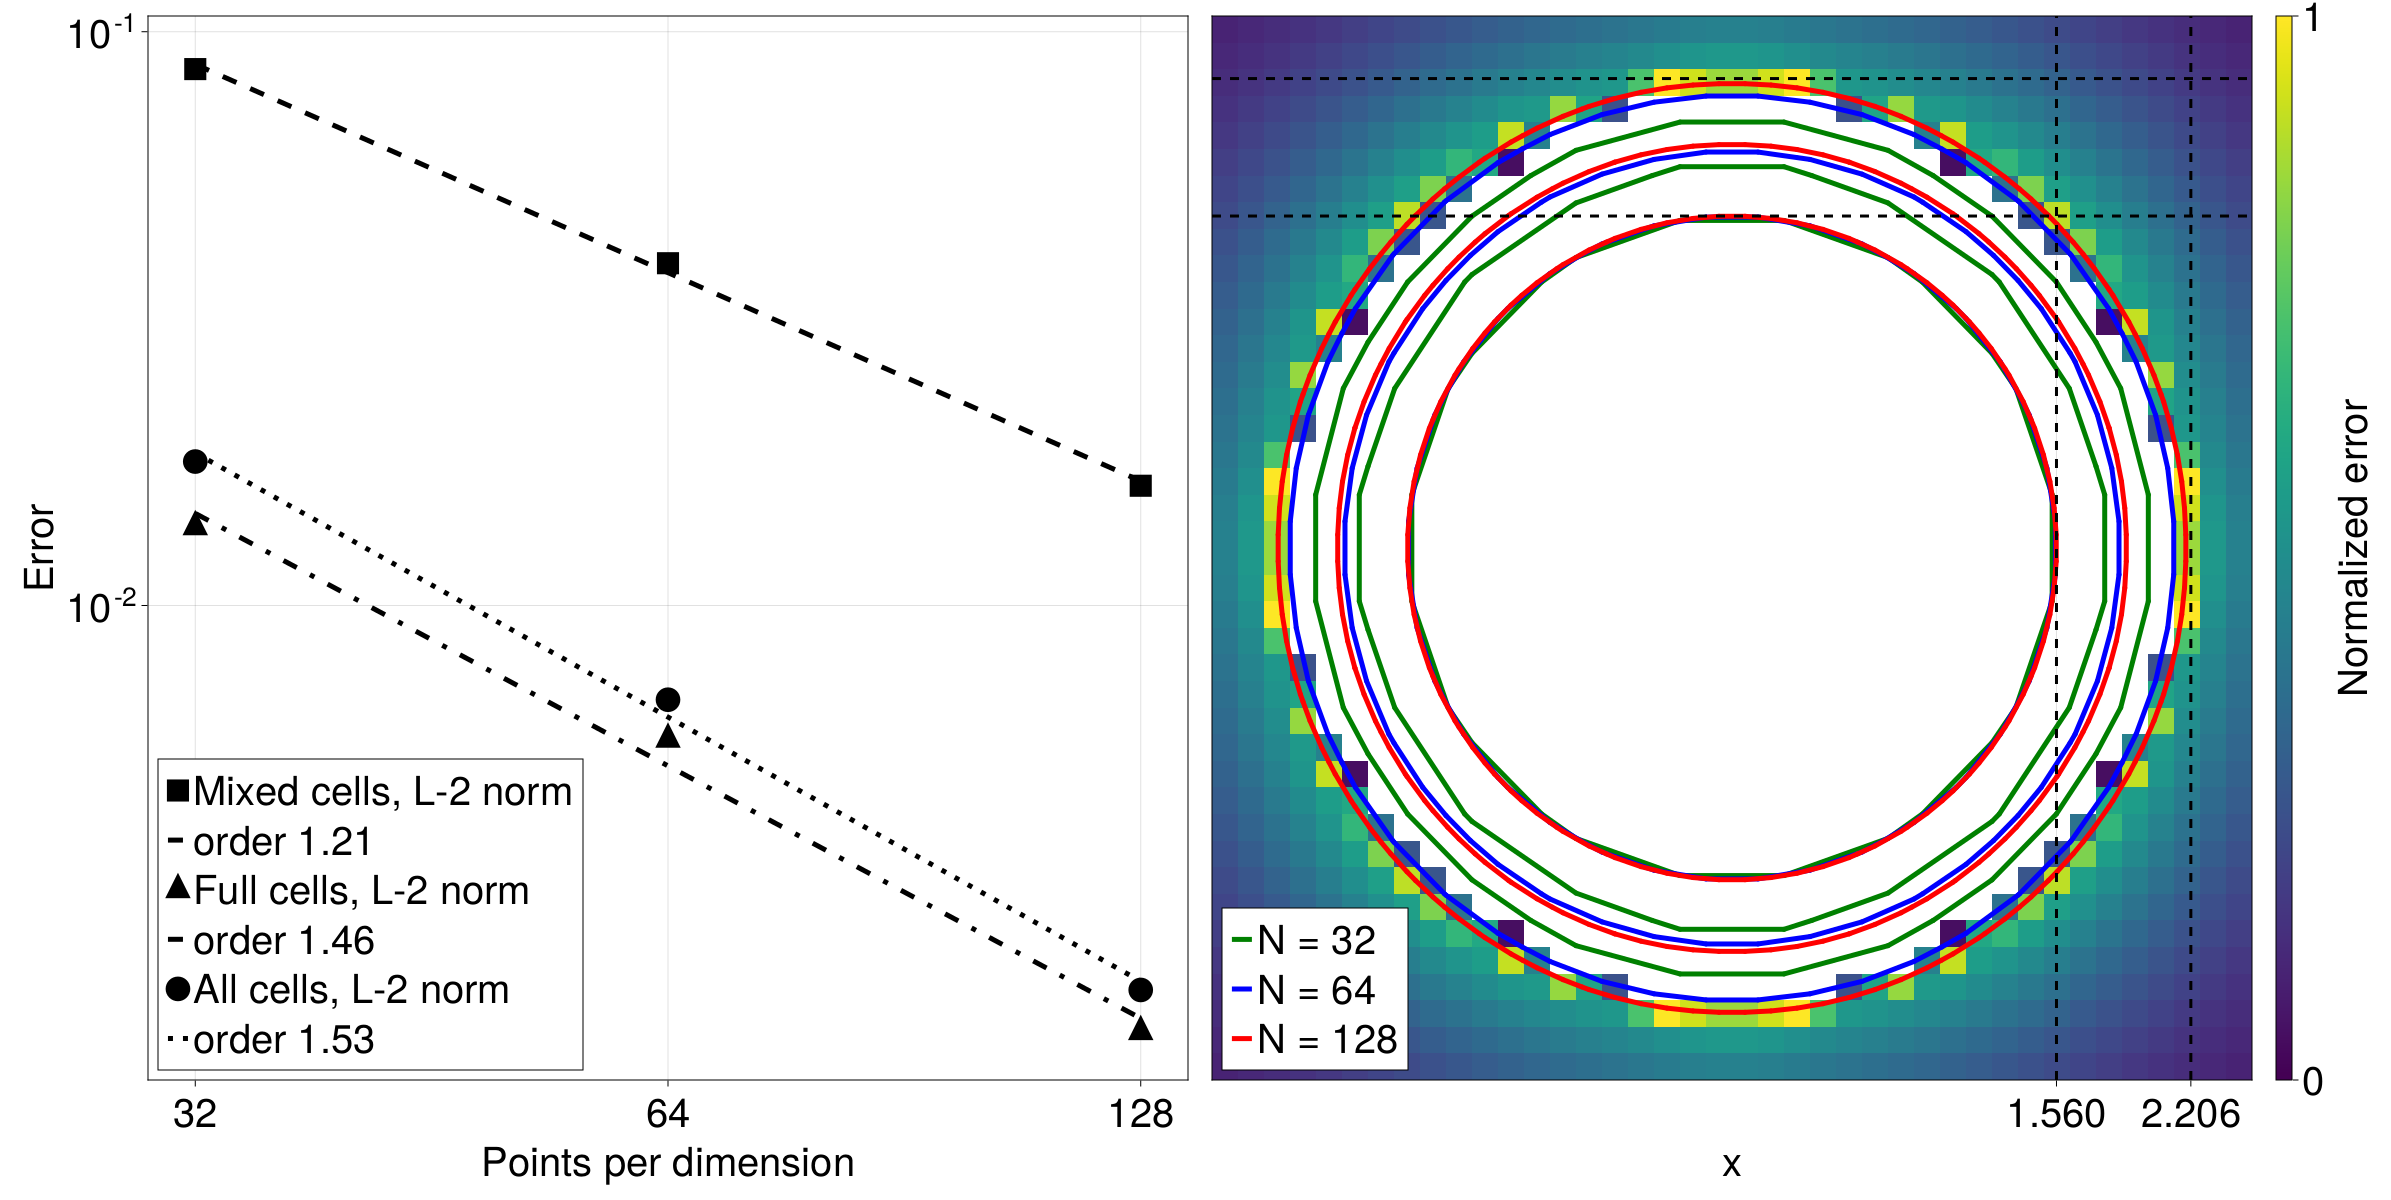 10-1
10-2
Error
32
64
128
Points per dimension
Mixed cells, L-2 norm
order 1.21
Full cells, L-2 norm
order 1.46
All cells, L-2 norm
order 1.53
N = 32
N = 64
N = 128
1.560
2.206
x
1
0
Normalized error